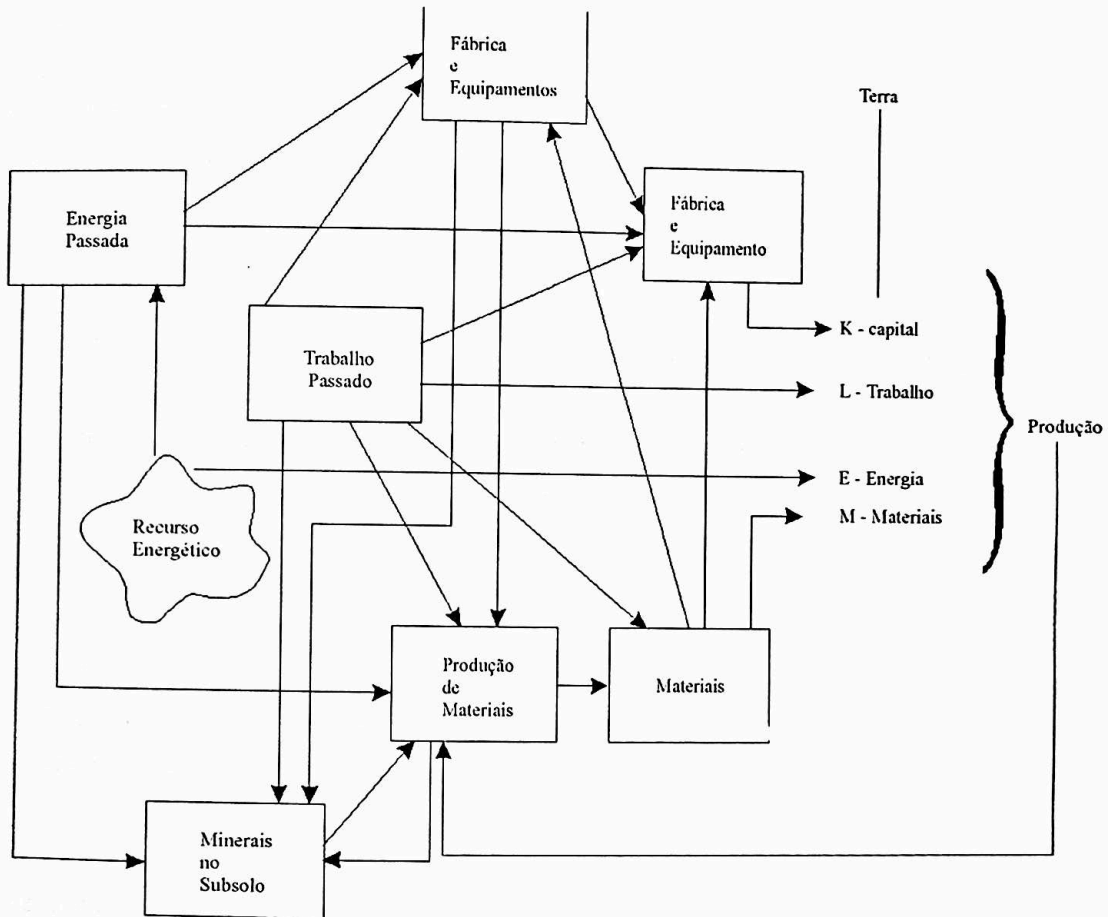 Fábrica
e
Equipamentos
Terra
Energia
Passada
Fábrica
e
Equipamento
K - capital
Trabalho
Passado
L - Trabalho
Produção
E - Energia
M - Materiais
Recurso
Energético
Produção
de
Materiais
Materiais
Minerais
no
Subsolo